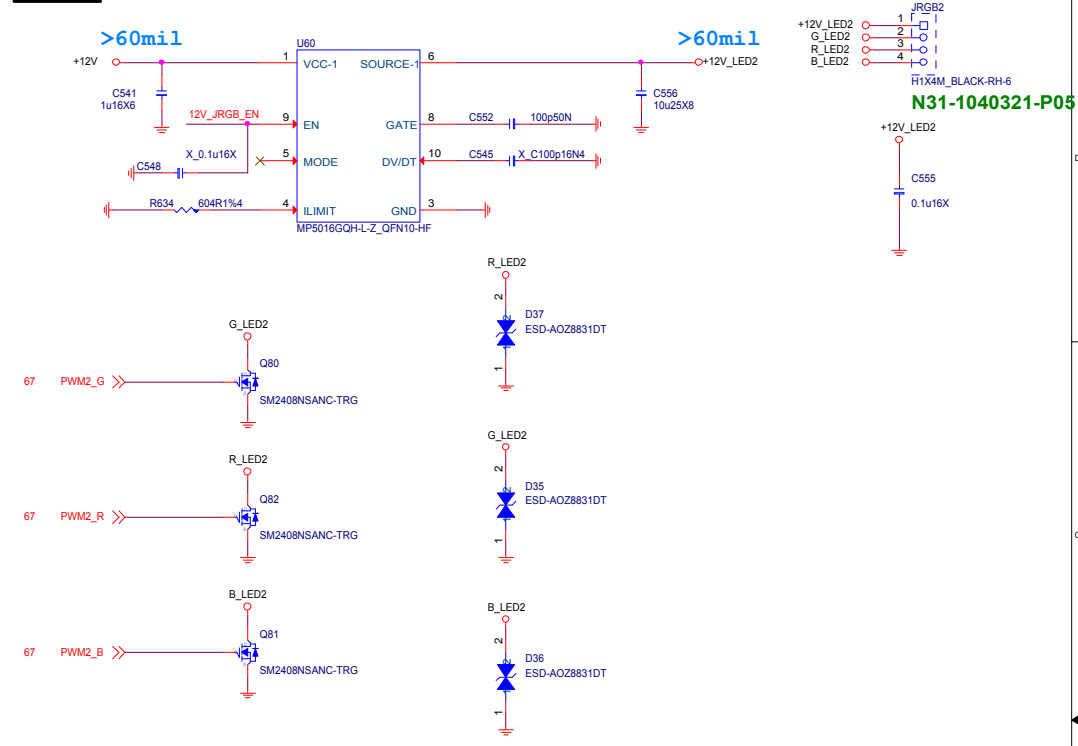 JRGB2
+12V_LED2 1
G_LED2 2
R_LED2 3
B_LED2 4
H1X4M_BLACK-RH-6
N31-1040321-P05
>60mil
>60mil
U60
+12V 1 VCC-1 SOURCE-1 6 +12V_LED2
C541
1u16X6
C556
10u25X8
12V_JRGB_EN 9 EN GATE 8 C552 100p50N
X_0.1u16X 5 MODE DV/DT 10 C545 X_C100p16N4
C548
R634 604R1%4 4 ILIMIT GND 3
MP5016GQH-L-Z_QFN10-HF
+12V_LED2
C555
0.1u16X
R_LED2
2
D37
ESD-AOZ8831DT
1
G_LED2
Q80
67 PWM2_G
SM2408NSANC-TRG
G_LED2
2
D35
ESD-AOZ8831DT
1
R_LED2
Q82
67 PWM2_R
SM2408NSANC-TRG
B_LED2
2
D36
ESD-AOZ8831DT
1
B_LED2
Q81
67 PWM2_B
SM2408NSANC-TRG